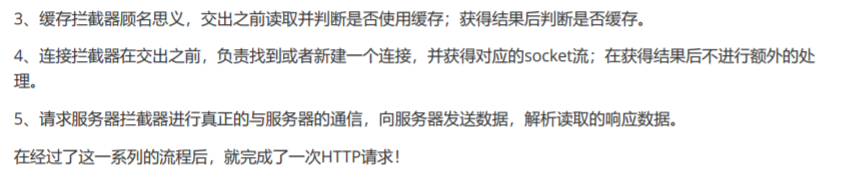 3、缓存拦截器顾名思义，交出之前读取并判断是否使用缓存；获得结果后判断是否缓存。
4、连接拦截器在交出之前，负责找到或者新建一个连接，并获得对应的socket流；在获得结果后不进行额外的处
理。
5、请求服务器拦截器进行真正的与服务器的通信，向服务器发送数据，解析读取的响应数据。
在经过了这一系列的流程后，就完成了一次HTTP请求！